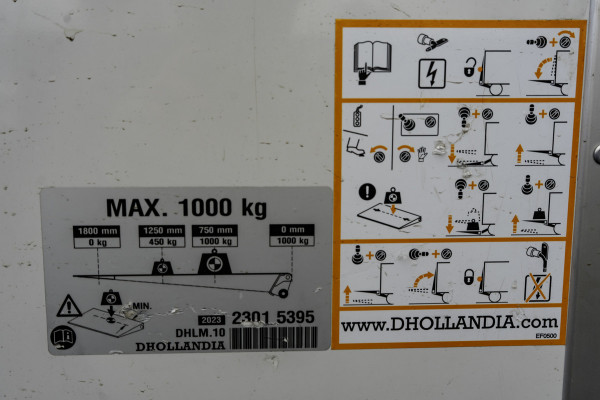 MAX. 1000 kg
1800 mm 1250 mm 750 mm 0 mm
0 kg 450 kg 1000 kg 1000 kg
MIN.
2023 2301 5395
DHLM.10
DHOLLANDIA
www.DHOLLANDIA.com
EF0500